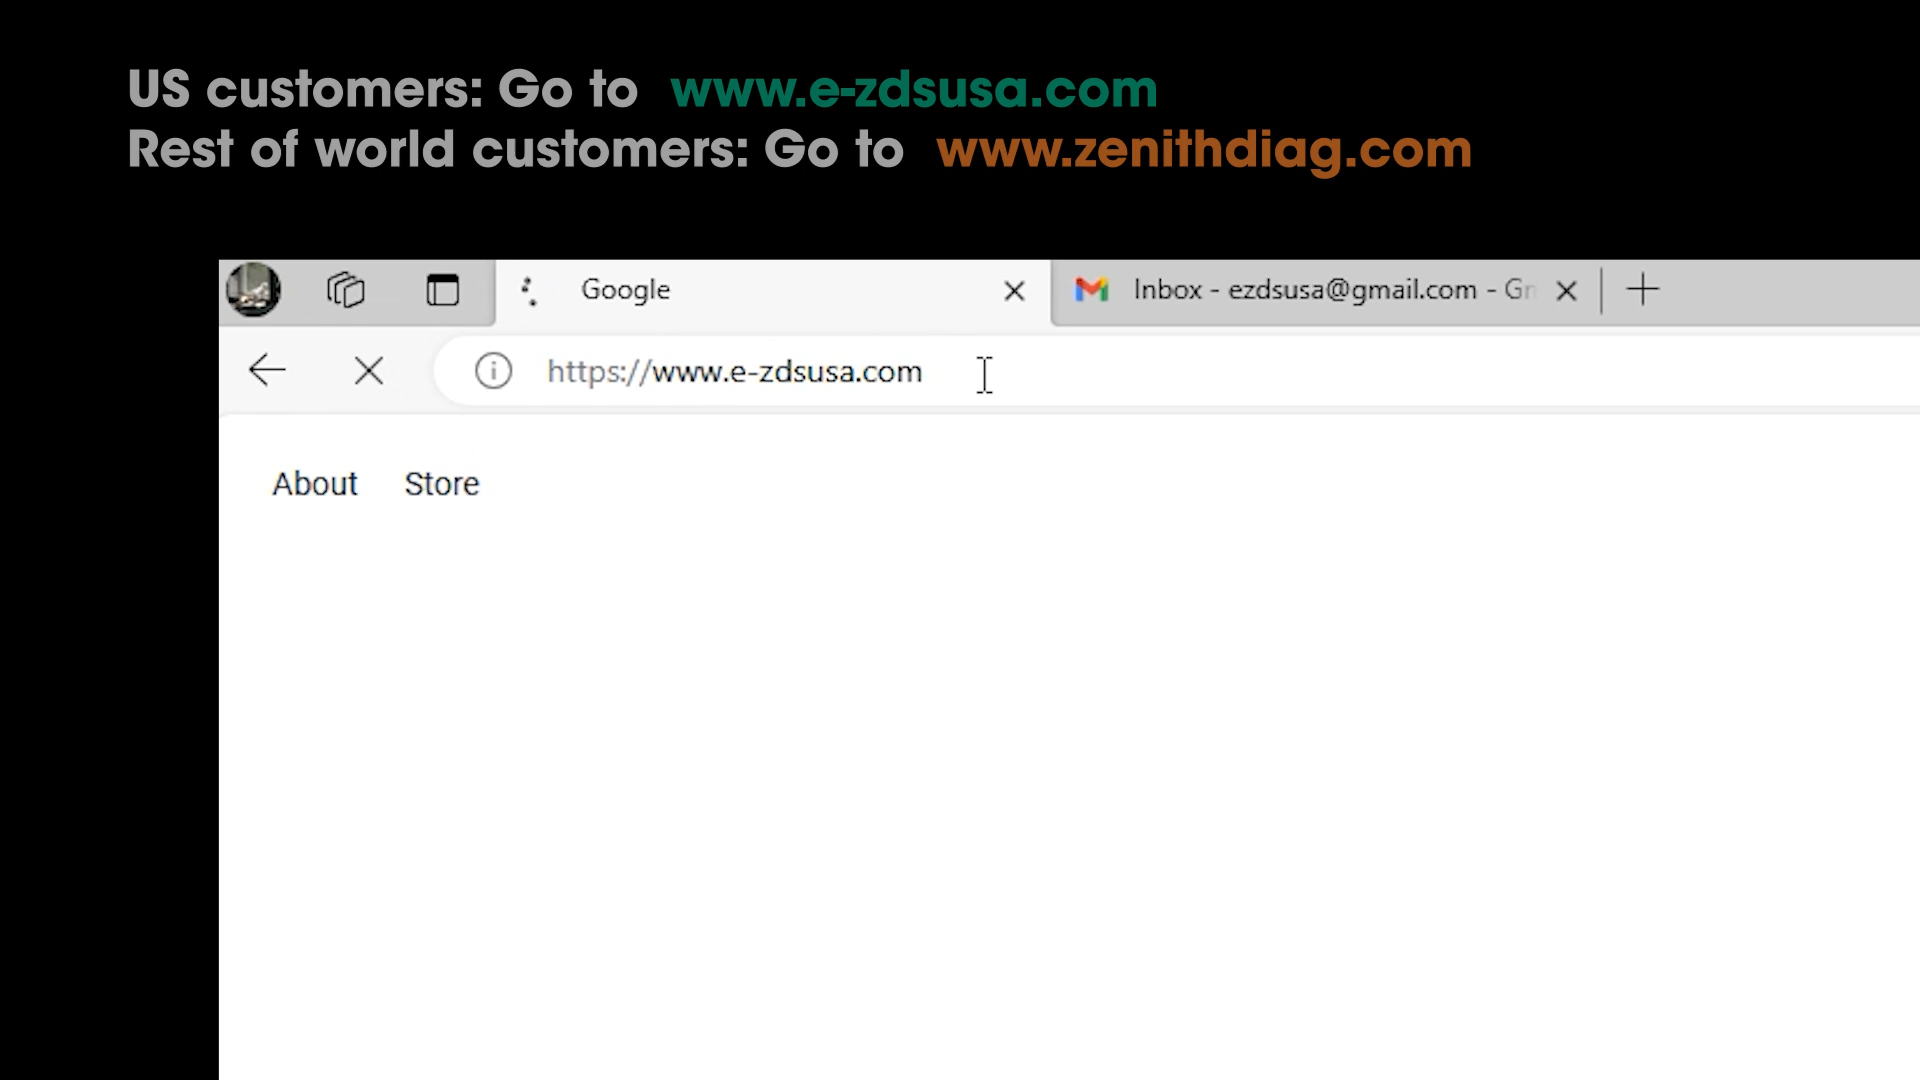 US customers: Go to www.e-zdsusa.com
Rest of world customers: Go to www.zenithdiag.com
Google
Inbox - ezdsusa@gmail.com - Gr
https://www.e-zdsusa.com
About Store